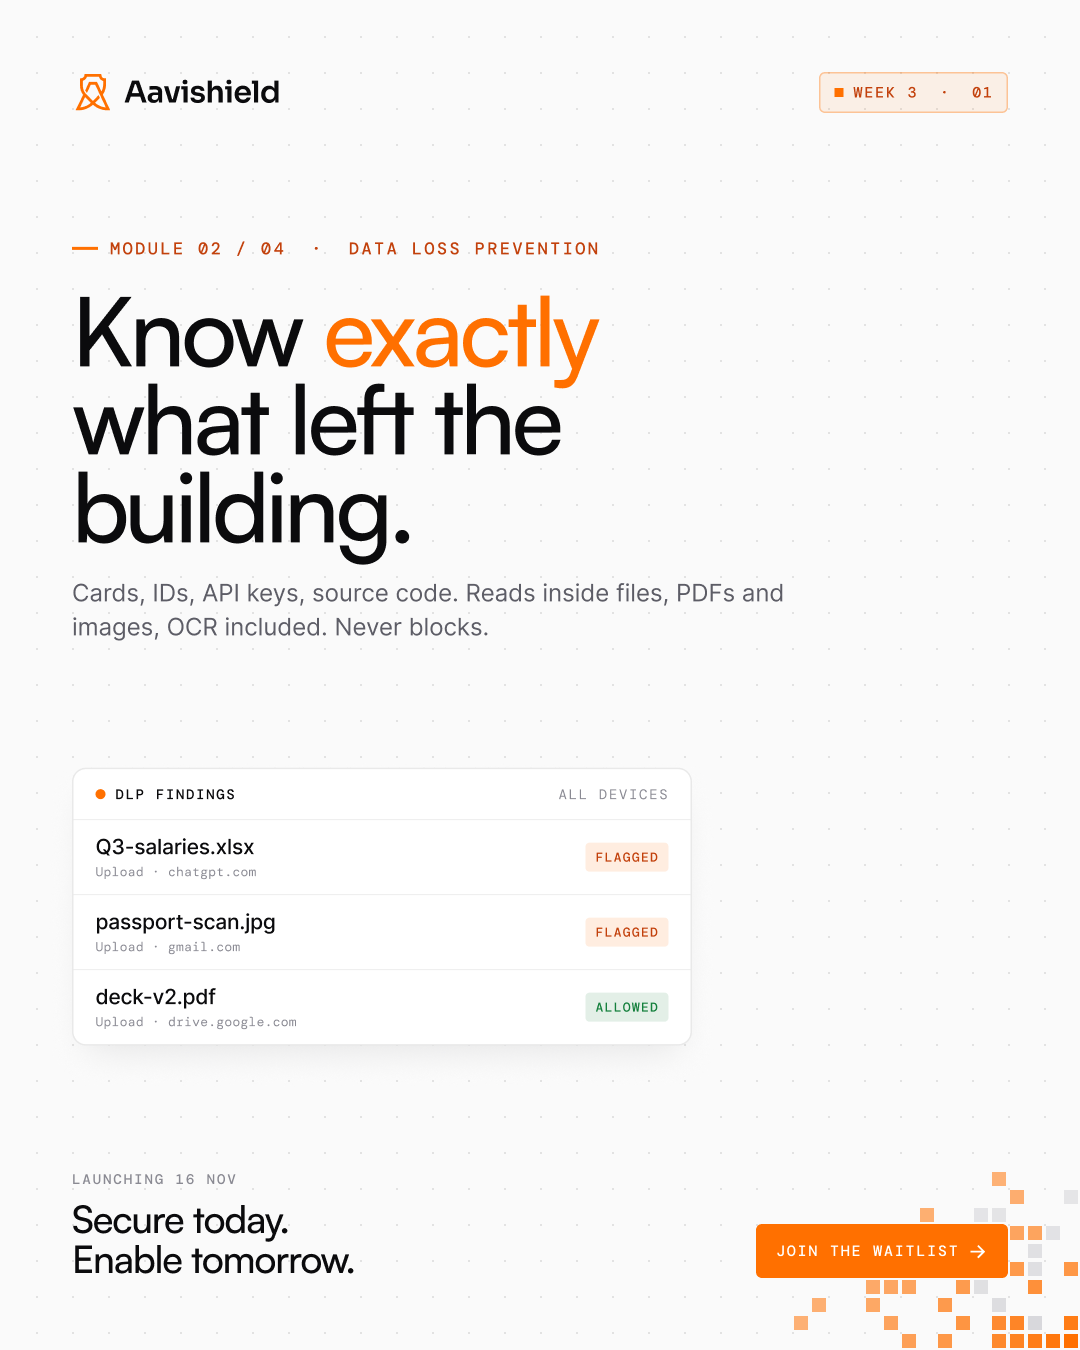 Aavishield
WEEK 3 · 01
MODULE 02 / 04 · DATA LOSS PREVENTION
Know exactly
what left the
building.
Cards, IDs, API keys, source code. Reads inside files, PDFs and
images, OCR included. Never blocks.
DLP FINDINGS
ALL DEVICES
Q3-salaries.xlsx
Upload · chatgpt.com
FLAGGED
passport-scan.jpg
Upload · gmail.com
FLAGGED
deck-v2.pdf
Upload · drive.google.com
ALLOWED
LAUNCHING 16 NOV
Secure today.
Enable tomorrow.
JOIN THE WAITLIST →